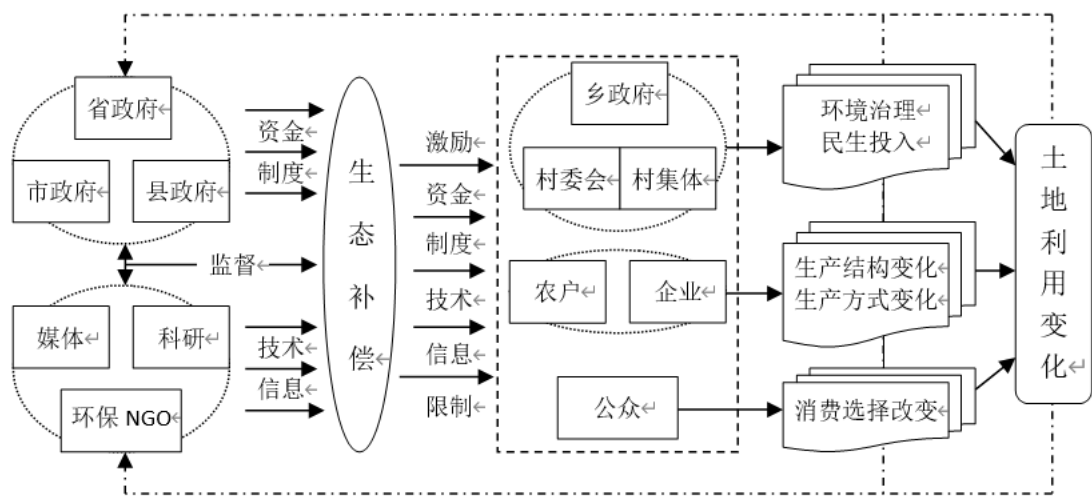 省政府
市政府
县政府
媒体
科研
环保 NGO
资金
制度
监督
技术
信息
生态补偿
激励
资金
制度
技术
信息
限制
乡政府
村委会
村集体
农户
企业
公众
环境治理
民生投入
生产结构变化
生产方式变化
消费选择改变
土地利用变化